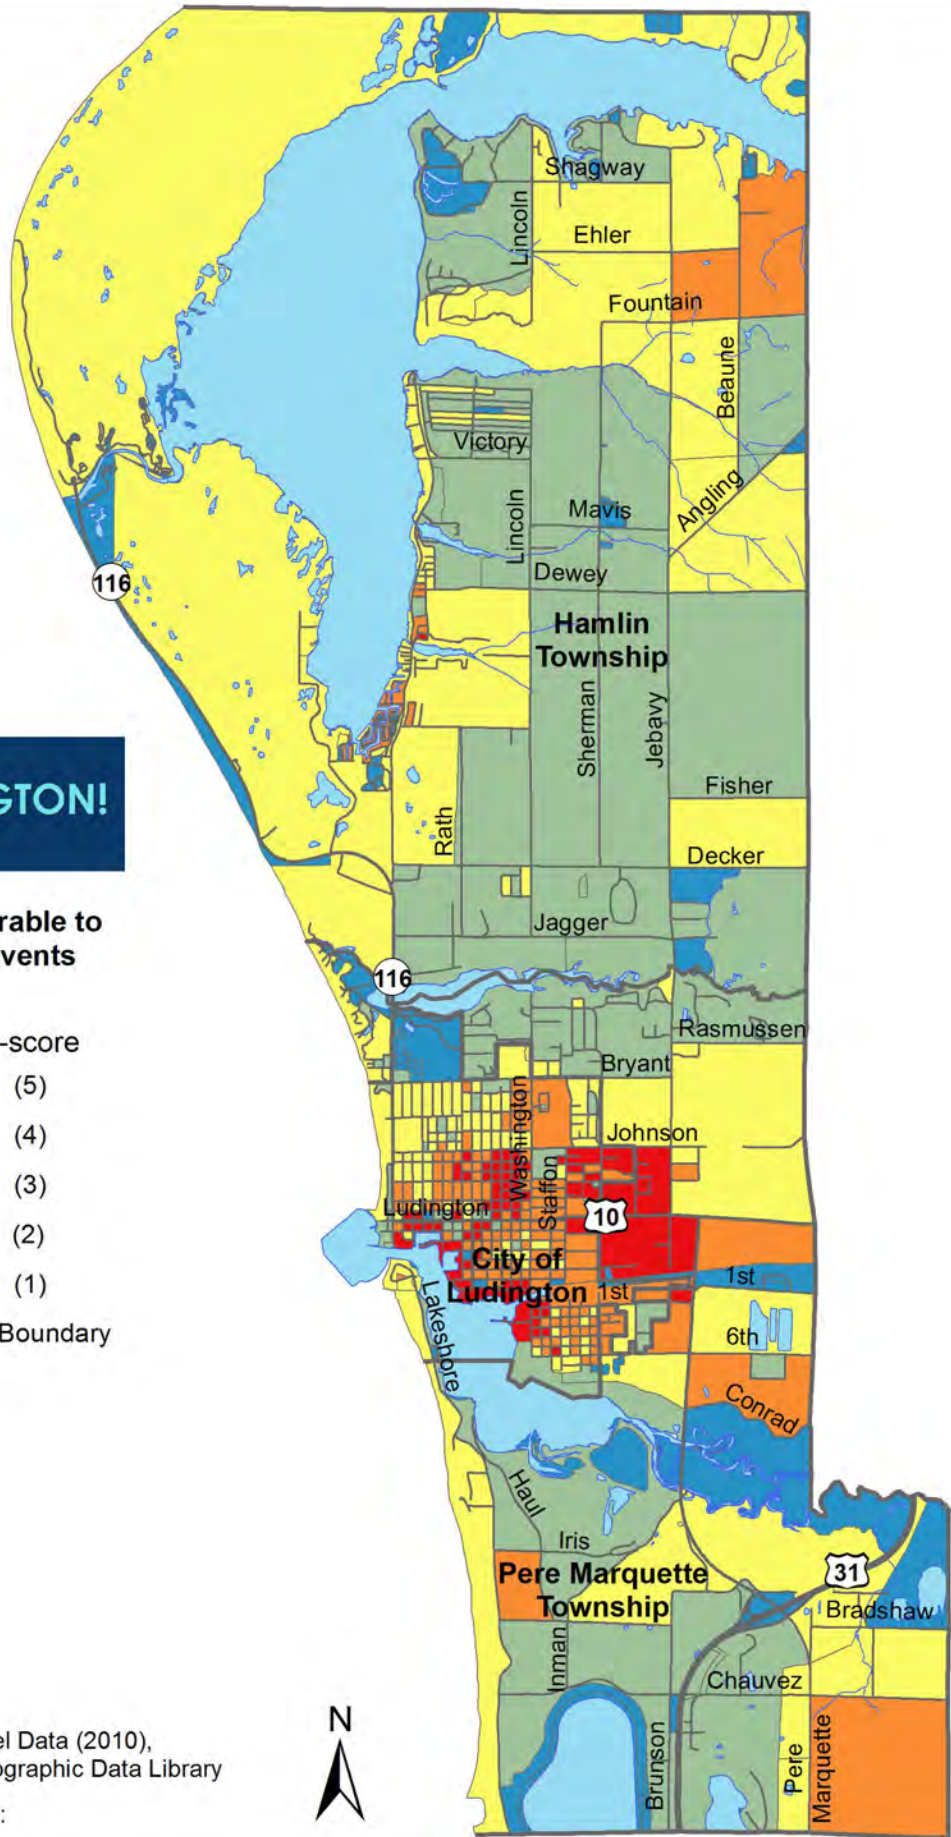 Shagway
Lincoln
Ehler
Fountain
Beaune
Victory
Angling
Mavis
Lincoln
Dewey
116
Hamlin
Township
Sherman
Jebavy
GTON!
Fisher
Rath
Decker
rable to
vents
Jagger
116
-score
Rasmussen
Bryant
(5)
Washington
(4)
Johnson
Staffon
(3)
Ludington
10
(2)
City of
Ludington
1st
1st
(1)
Lakeshore
Boundary
6th
Conrad
Haul
Iris
Pere Marquette
Township
31
Bradshaw
Inman
Chauvez
N
el Data (2010),
ographic Data Library
Brunson
Pere
Marquette
: